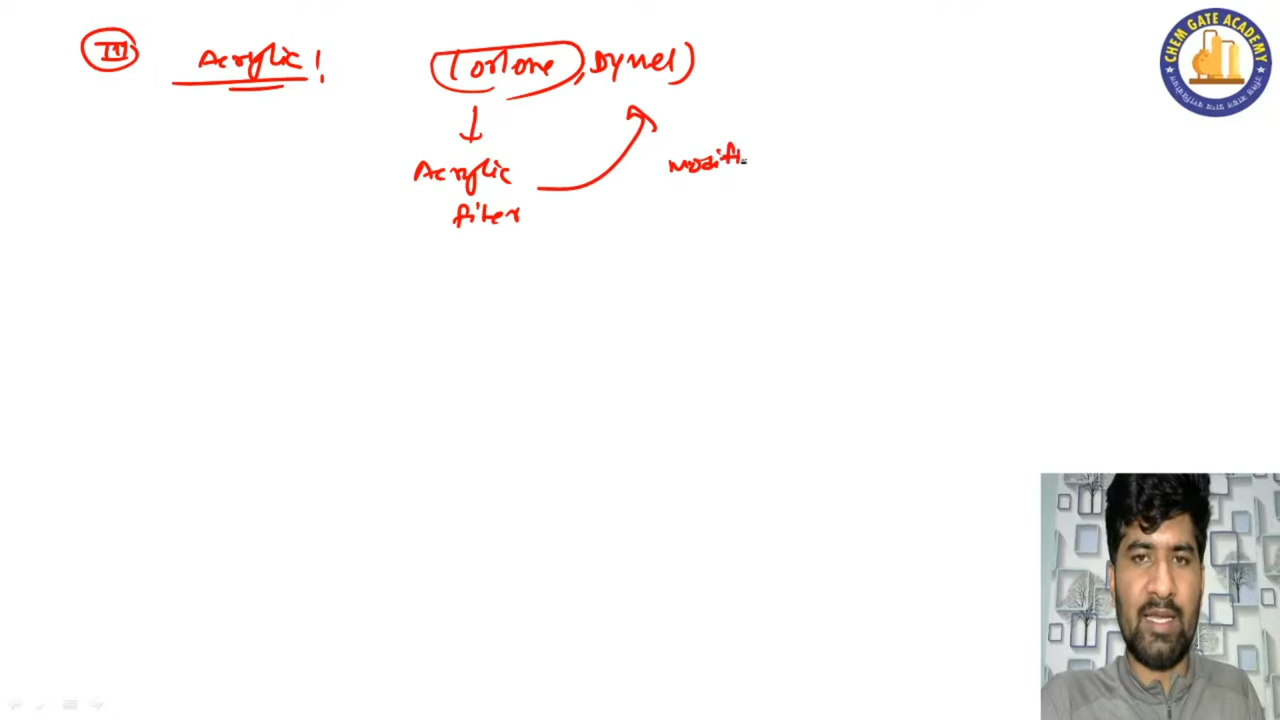 III Acrylic! (orlone, Dynel)
Acrylic
fiber
modifi
CHEM GATE ACADEMY